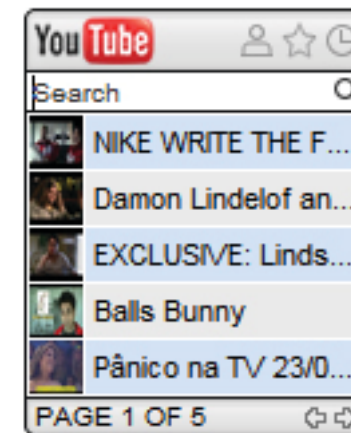 YouTube
Search
NIKE WRITE THE F...
Damon Lindelof an...
EXCLUSIVE: Linds...
Balls Bunny
Pânico na TV 23/0...
PAGE 1 OF 5